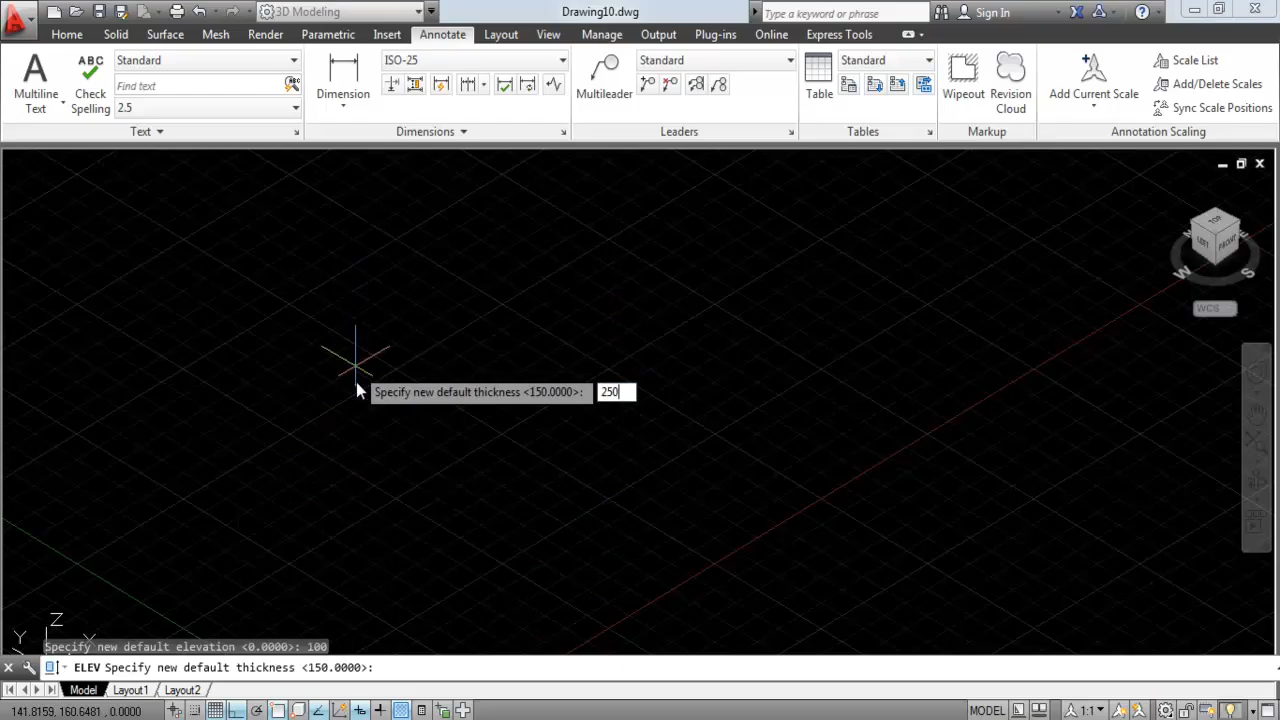 3D Modeling
Drawing10.dwg
Type a keyword or phrase
Sign In
Home Solid Surface Mesh Render Parametric Insert Annotate Layout View Manage Output Plug-ins Online Express Tools
Multiline Text
ABC
Check Spelling
Standard
Find text
2.5
Text
Dimension
ISO-25
Dimensions
Multileader
Standard
Leaders
Table
Standard
Tables
Wipeout
Revision Cloud
Markup
Add Current Scale
Scale List
Add/Delete Scales
Sync Scale Positions
Annotation Scaling
TOP
LEFT
FRONT
N
E
W
S
WCS
Specify new default thickness <150.0000>: 250
Z
Y
X
Specify new default elevation <0.0000>: 100
ELEV Specify new default thickness <150.0000>:
Model Layout1 Layout2
141.8159, 160.6481, 0.0000
MODEL
1:1